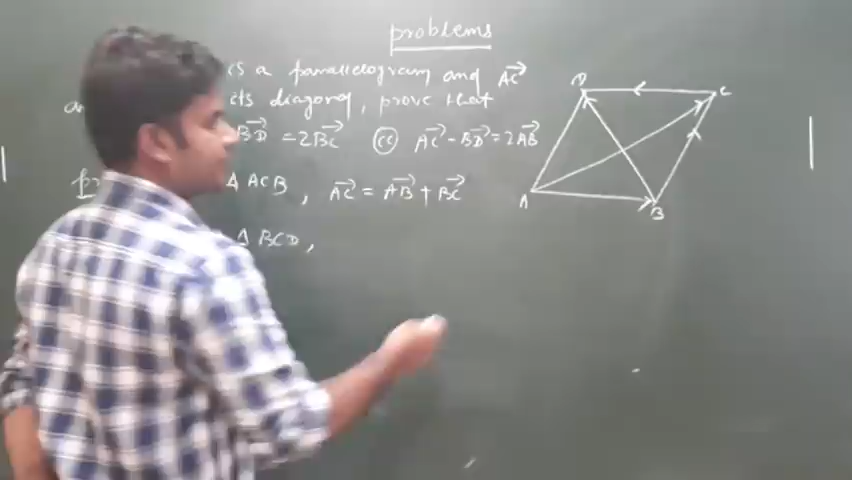 problems
is a parallelogram and AC→
its diagonal, prove that
BD→ = 2BC→ (ii) AC→ - BD→ = 2AB→
Δ ACB, AC→ = AB→ + BC→
Δ BCD,
D
C
A
B